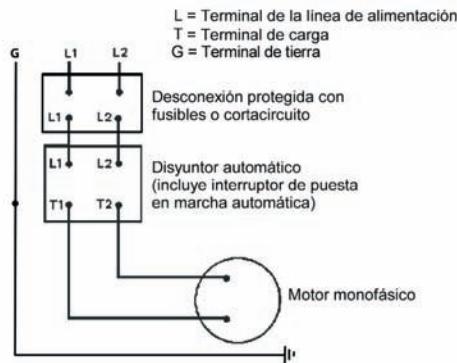 L = Terminal de la línea de alimentación
T = Terminal de carga
G = Terminal de tierra
G L1 L2
L1 L2
Desconexión protegida con
fusibles o cortacircuito
L1 L2
Disyuntor automático
(incluye interruptor de puesta
en marcha automática)
T1 T2
Motor monofásico